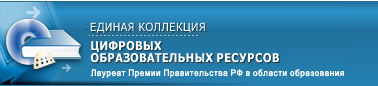 ЕДИНАЯ КОЛЛЕКЦИЯ
ЦИФРОВЫХ
ОБРАЗОВАТЕЛЬНЫХ РЕСУРСОВ
Лауреат Премии Правительства РФ в области образования